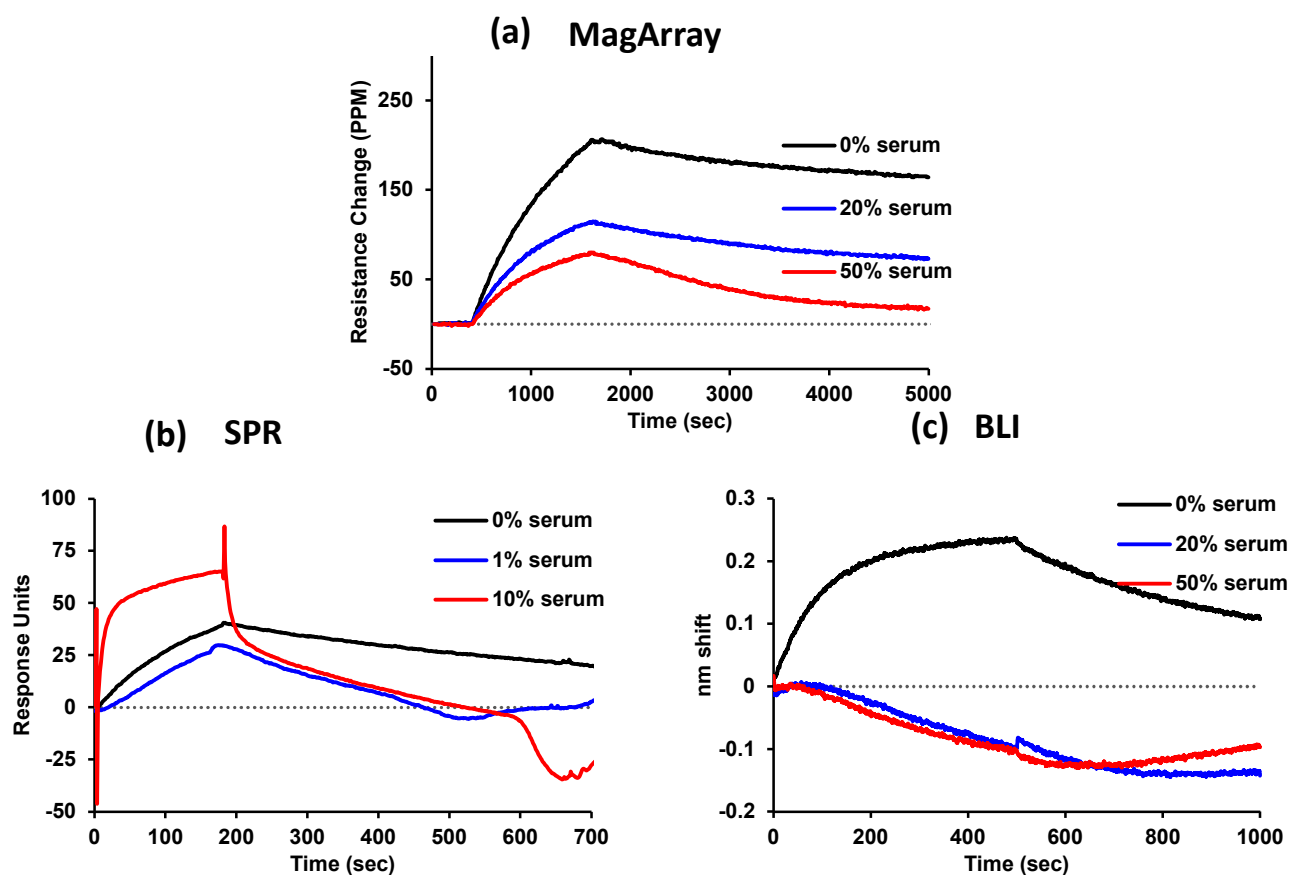 (a) MagArray
Resistance Change (PPM)
250
150
50
-50
0% serum
20% serum
50% serum
0 1000 2000 3000 4000 5000
Time (sec)
(b) SPR
Response Units
100
75
50
25
0
-25
-50
0% serum
1% serum
10% serum
0 100 200 300 400 500 600 700
Time (sec)
(c) BLI
nm shift
0.3
0.2
0.1
0
-0.1
-0.2
0% serum
20% serum
50% serum
0 200 400 600 800 1000
Time (sec)